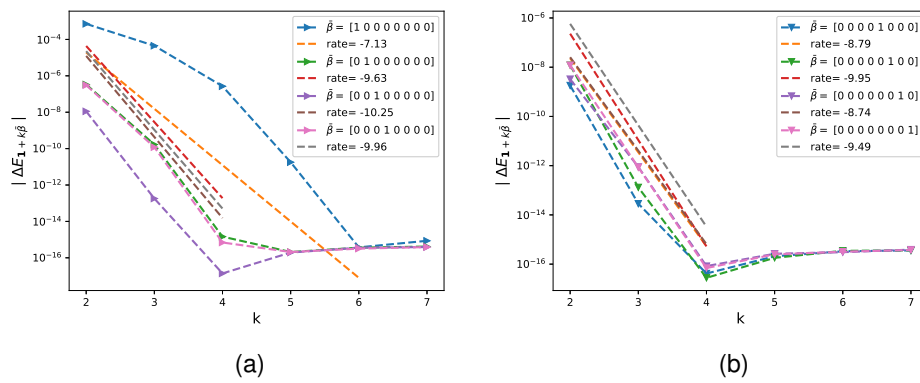 | ΔE_{1+kβ̄} |
10⁻⁴
10⁻⁶
10⁻⁸
10⁻¹⁰
10⁻¹²
10⁻¹⁴
10⁻¹⁶
2 3 4 5 6 7
k
β̄ = [1 0 0 0 0 0 0 0]
rate= -7.13
β̄ = [0 1 0 0 0 0 0 0]
rate= -9.63
β̄ = [0 0 1 0 0 0 0 0]
rate= -10.25
β̄ = [0 0 0 1 0 0 0 0]
rate= -9.96
(a)
| ΔE_{1+kβ̄} |
10⁻⁶
10⁻⁸
10⁻¹⁰
10⁻¹²
10⁻¹⁴
10⁻¹⁶
2 3 4 5 6 7
k
β̄ = [0 0 0 0 1 0 0 0]
rate= -8.79
β̄ = [0 0 0 0 0 1 0 0]
rate= -9.95
β̄ = [0 0 0 0 0 0 1 0]
rate= -8.74
β̄ = [0 0 0 0 0 0 0 1]
rate= -9.49
(b)